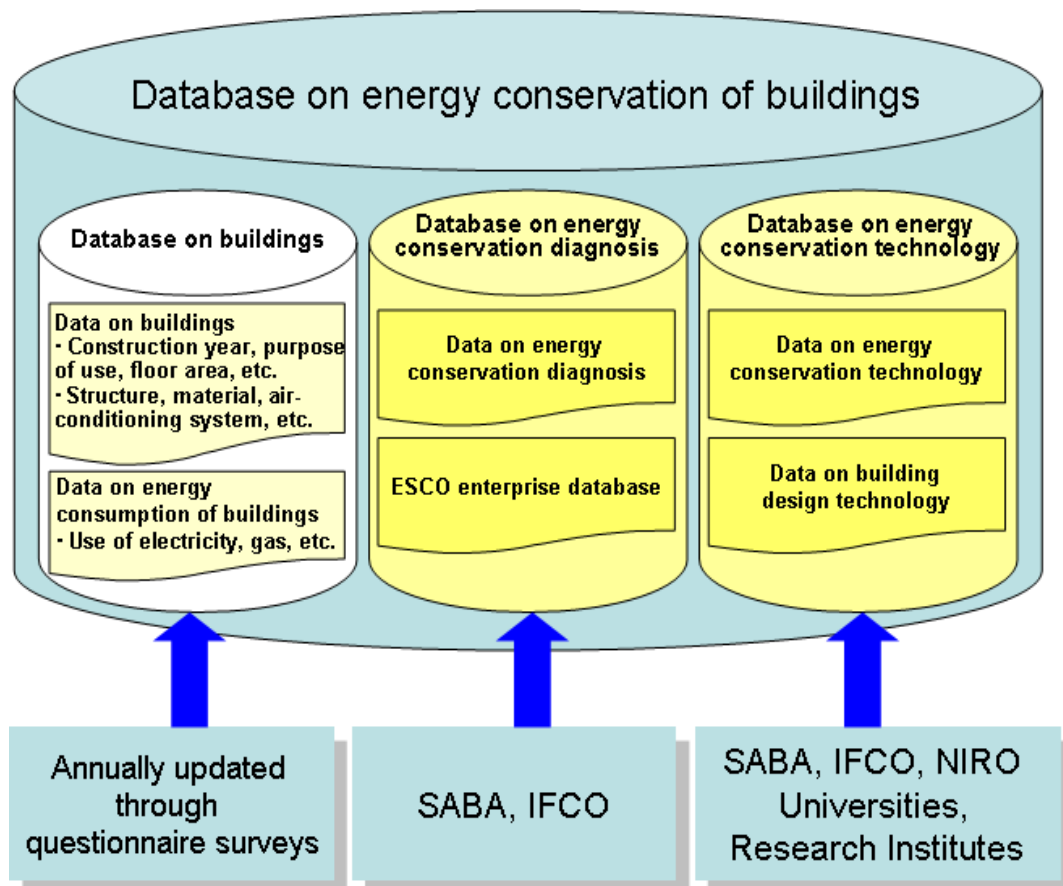 Database on energy conservation of buildings
Database on buildings
Data on buildings
· Construction year, purpose
of use, floor area, etc.
· Structure, material, air-
conditioning system, etc.
Data on energy
consumption of buildings
· Use of electricity, gas, etc.
Database on energy
conservation diagnosis
Data on energy
conservation diagnosis
ESCO enterprise database
Database on energy
conservation technology
Data on energy
conservation technology
Data on building
design technology
Annually updated
through
questionnaire surveys
SABA, IFCO
SABA, IFCO, NIRO
Universities,
Research Institutes